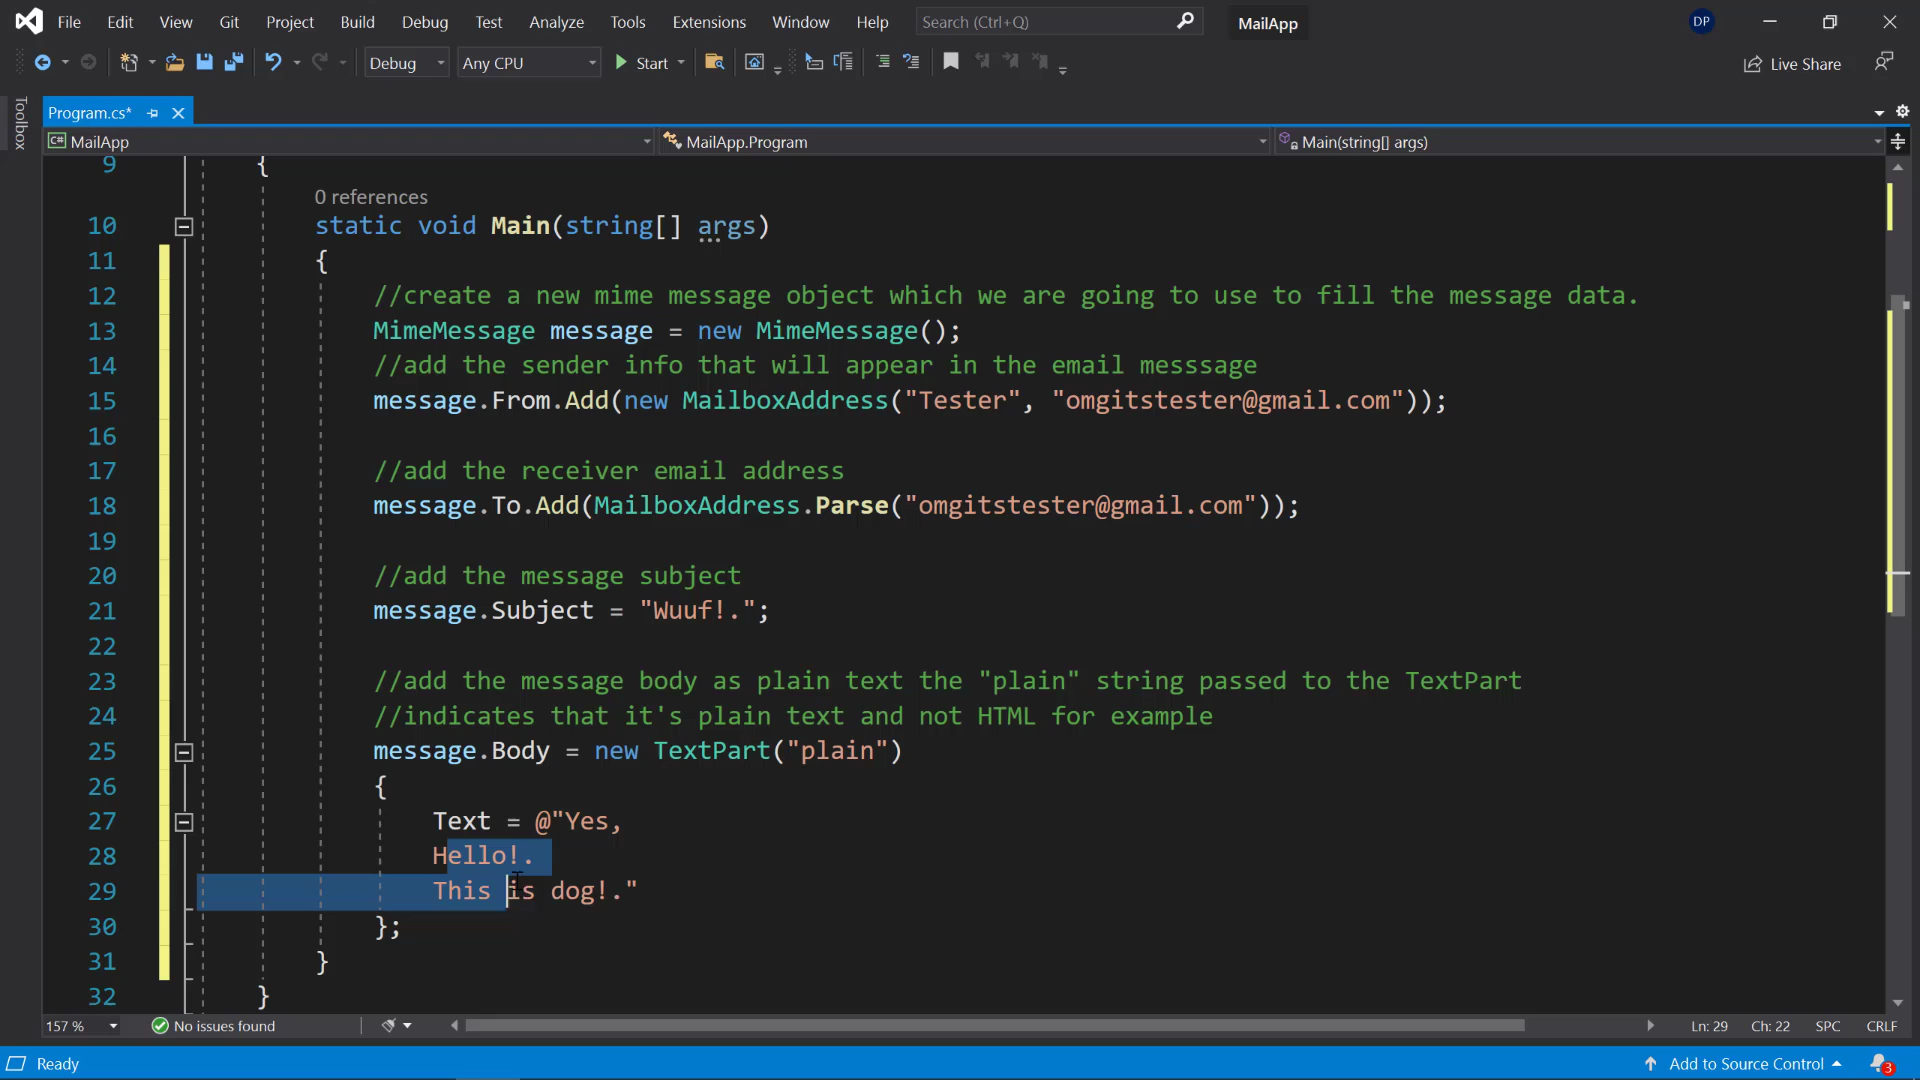 File Edit View Git Project Build Debug Test Analyze Tools Extensions Window Help Search (Ctrl+Q) MailApp DP
Debug Any CPU Start Live Share
Toolbox
Program.cs*
C# MailApp MailApp.Program Main(string[] args)
9 {
0 references
10 static void Main(string[] args)
11 {
12 //create a new mime message object which we are going to use to fill the message data.
13 MimeMessage message = new MimeMessage();
14 //add the sender info that will appear in the email messsage
15 message.From.Add(new MailboxAddress("Tester", "omgitstester@gmail.com"));
16
17 //add the receiver email address
18 message.To.Add(MailboxAddress.Parse("omgitstester@gmail.com"));
19
20 //add the message subject
21 message.Subject = "Wuuf!.";
22
23 //add the message body as plain text the "plain" string passed to the TextPart
24 //indicates that it's plain text and not HTML for example
25 message.Body = new TextPart("plain")
26 {
27 Text = @"Yes,
28 Hello!.
29 This is dog!."
30 };
31 }
32 }
157 % No issues found Ln: 29 Ch: 22 SPC CRLF
Ready Add to Source Control 3